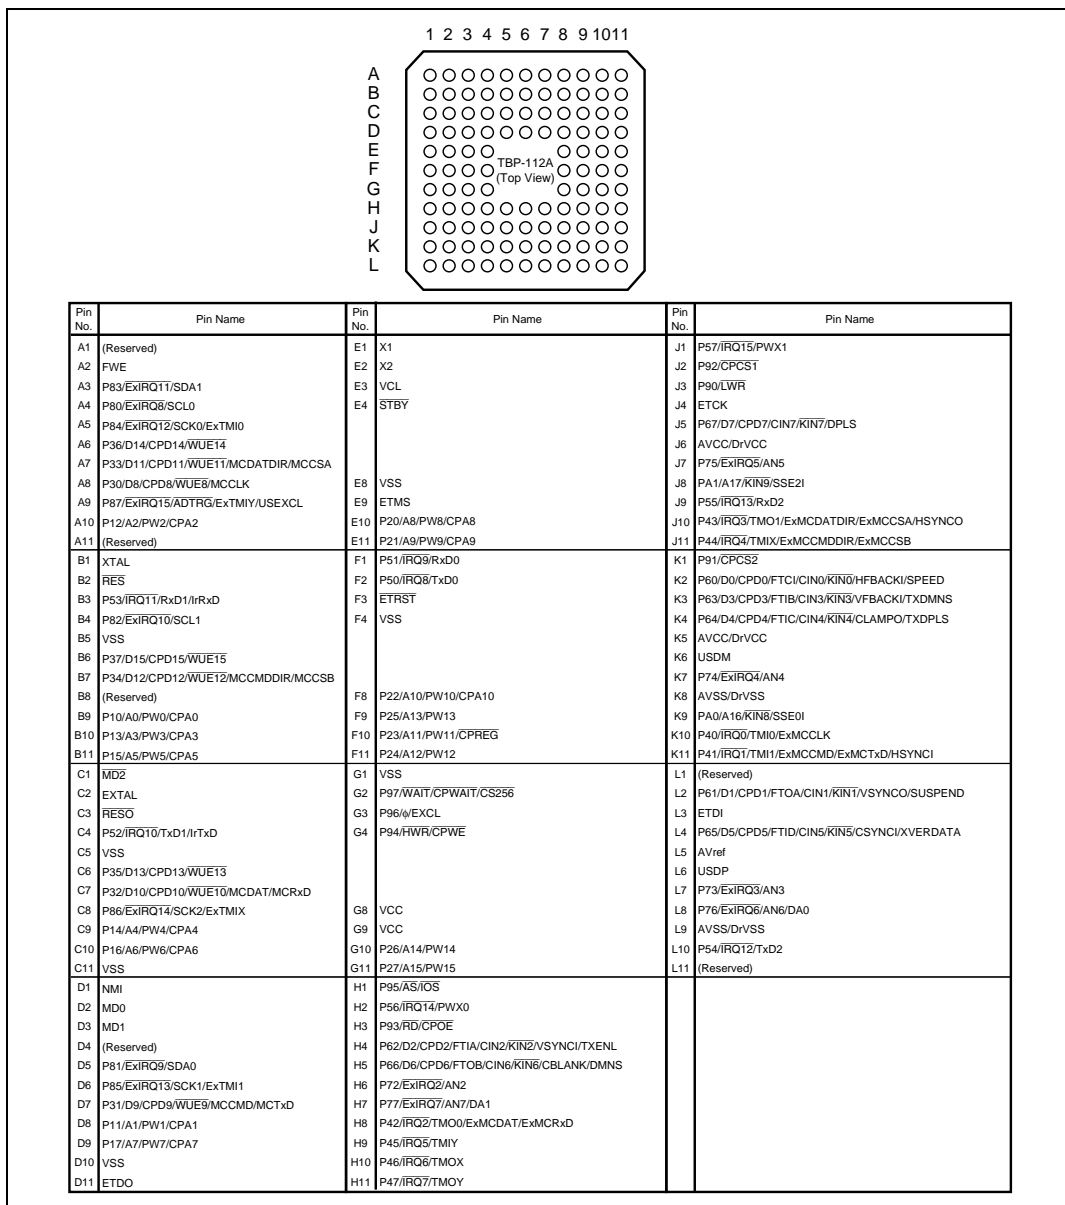 1 2 3 4 5 6 7 8 9 10 11
A
B
C
D
E
F
G
H
J
K
L
TBP-112A
(Top View)
Pin No. Pin Name Pin No. Pin Name Pin No. Pin Name
A1 (Reserved) E1 X1 J1 P57/IRQ15/PWX1
A2 FWE E2 X2 J2 P92/CPCS1
A3 P83/ExIRQ11/SDA1 E3 VCL J3 P90/LWR
A4 P80/ExIRQ8/SCL0 E4 STBY J4 ETCK
A5 P84/ExIRQ12/SCK0/ExTMI0 J5 P67/D7/CPD7/CIN7/KIN7/DPLS
A6 P36/D14/CPD14/WUE14 J6 AVCC/DrVCC
A7 P33/D11/CPD11/WUE11/MCDATDIR/MCCSA J7 P75/ExIRQ5/AN5
A8 P30/D8/CPD8/WUE8/MCCLK E8 VSS J8 PA1/A17/KIN9/SSE2I
A9 P87/ExIRQ15/ADTRG/ExTMIY/USEXCL E9 ETMS J9 P55/IRQ13/RxD2
A10 P12/A2/PW2/CPA2 E10 P20/A8/PW8/CPA8 J10 P43/IRQ3/TMO1/ExMCDATDIR/ExMCCSA/HSYNCO
A11 (Reserved) E11 P21/A9/PW9/CPA9 J11 P44/IRQ4/TMIX/ExMCCMDDIR/ExMCCSB
B1 XTAL F1 P51/IRQ9/RxD0 K1 P91/CPCS2
B2 RES F2 P50/IRQ8/TxD0 K2 P60/D0/CPD0/FTCI/CIN0/KIN0/HFBACKI/SPEED
B3 P53/IRQ11/RxD1/IrRxD F3 ETRST K3 P63/D3/CPD3/FTIB/CIN3/KIN3/VFBACKI/TXDMNS
B4 P82/ExIRQ10/SCL1 F4 VSS K4 P64/D4/CPD4/FTIC/CIN4/KIN4/CLAMPO/TXDPLS
B5 VSS K5 AVCC/DrVCC
B6 P37/D15/CPD15/WUE15 K6 USDM
B7 P34/D12/CPD12/WUE12/MCCMDDIR/MCCSB K7 P74/ExIRQ4/AN4
B8 (Reserved) F8 P22/A10/PW10/CPA10 K8 AVSS/DrVSS
B9 P10/A0/PW0/CPA0 F9 P25/A13/PW13 K9 PA0/A16/KIN8/SSE0I
B10 P13/A3/PW3/CPA3 F10 P23/A11/PW11/CPREG K10 P40/IRQ0/TMI0/ExMCCLK
B11 P15/A5/PW5/CPA5 F11 P24/A12/PW12 K11 P41/IRQ1/TMI1/ExMCCMD/ExMCTxD/HSYNCI
C1 MD2 G1 VSS L1 (Reserved)
C2 EXTAL G2 P97/WAIT/CPWAIT/CS256 L2 P61/D1/CPD1/FTOA/CIN1/KIN1/VSYNCO/SUSPEND
C3 RESO G3 P96/φ/EXCL L3 ETDI
C4 P52/IRQ10/TxD1/IrTxD G4 P94/HWR/CPWE L4 P65/D5/CPD5/FTID/CIN5/KIN5/CSYNCI/XVERDATA
C5 VSS L5 AVref
C6 P35/D13/CPD13/WUE13 L6 USDP
C7 P32/D10/CPD10/WUE10/MCDAT/MCRxD L7 P73/ExIRQ3/AN3
C8 P86/ExIRQ14/SCK2/ExTMIX G8 VCC L8 P76/ExIRQ6/AN6/DA0
C9 P14/A4/PW4/CPA4 G9 VCC L9 AVSS/DrVSS
C10 P16/A6/PW6/CPA6 G10 P26/A14/PW14 L10 P54/IRQ12/TxD2
C11 VSS G11 P27/A15/PW15 L11 (Reserved)
D1 NMI H1 P95/AS/IOS
D2 MD0 H2 P56/IRQ14/PWX0
D3 MD1 H3 P93/RD/CPOE
D4 (Reserved) H4 P62/D2/CPD2/FTIA/CIN2/KIN2/VSYNCI/TXENL
D5 P81/ExIRQ9/SDA0 H5 P66/D6/CPD6/FTOB/CIN6/KIN6/CBLANK/DMNS
D6 P85/ExIRQ13/SCK1/ExTMI1 H6 P72/ExIRQ2/AN2
D7 P31/D9/CPD9/WUE9/MCCMD/MCTxD H7 P77/ExIRQ7/AN7/DA1
D8 P11/A1/PW1/CPA1 H8 P42/IRQ2/TMO0/ExMCDAT/ExMCRxD
D9 P17/A7/PW7/CPA7 H9 P45/IRQ5/TMIY
D10 VSS H10 P46/IRQ6/TMOX
D11 ETDO H11 P47/IRQ7/TMOY